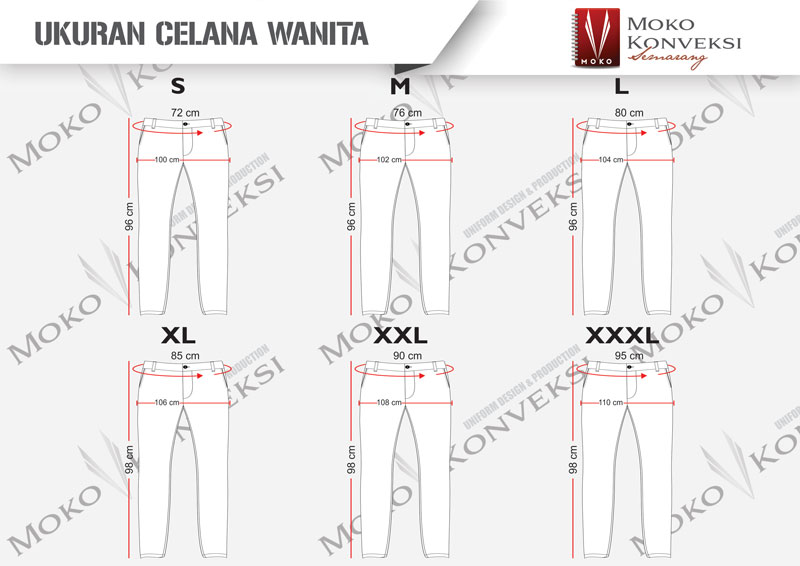 UKURAN CELANA WANITA
MOKO
KONVEKSI
Semarang
MOKO
S
M
L
72 cm
76 cm
80 cm
100 cm
102 cm
104 cm
96 cm
96 cm
96 cm
XL
XXL
XXXL
85 cm
90 cm
95 cm
106 cm
108 cm
110 cm
98 cm
98 cm
98 cm
MOKO KONVEKSI
UNIFORM DESIGN & PRODUCTION